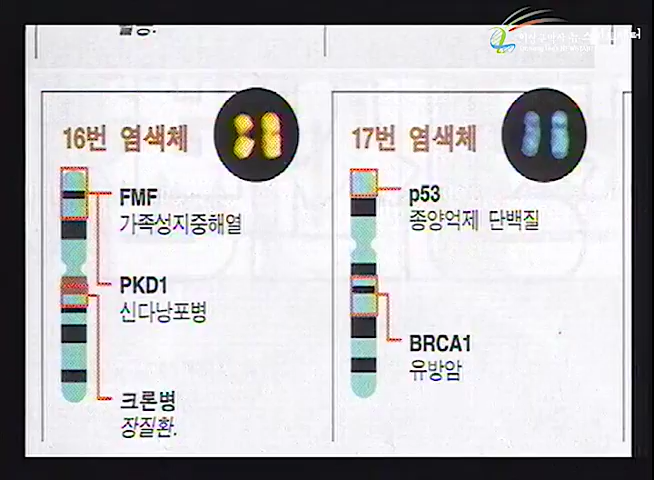 16번 염색체
FMF
가족성지중해열
PKD1
신다낭포병
크론병
장질환.
17번 염색체
p53
종양억제 단백질
BRCA1
유방암